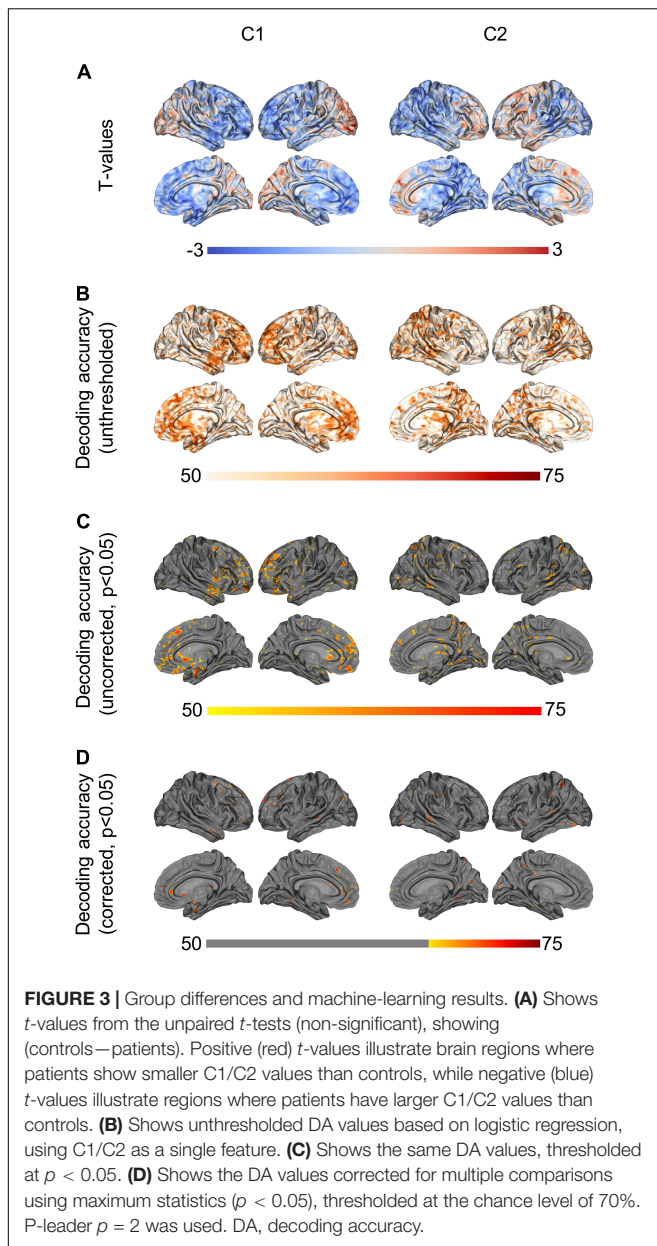 C1 C2
A
T-values
-3 3
B
Decoding accuracy
(unthresholded)
50 75
C
Decoding accuracy
(uncorrected, p<0.05)
50 75
D
Decoding accuracy
(corrected, p<0.05)
50 75
FIGURE 3 | Group differences and machine-learning results. (A) Shows
t-values from the unpaired t-tests (non-significant), showing
(controls—patients). Positive (red) t-values illustrate brain regions where
patients show smaller C1/C2 values than controls, while negative (blue)
t-values illustrate regions where patients have larger C1/C2 values than
controls. (B) Shows unthresholded DA values based on logistic regression,
using C1/C2 as a single feature. (C) Shows the same DA values, thresholded
at p < 0.05. (D) Shows the DA values corrected for multiple comparisons
using maximum statistics (p < 0.05), thresholded at the chance level of 70%.
P-leader p = 2 was used. DA, decoding accuracy.